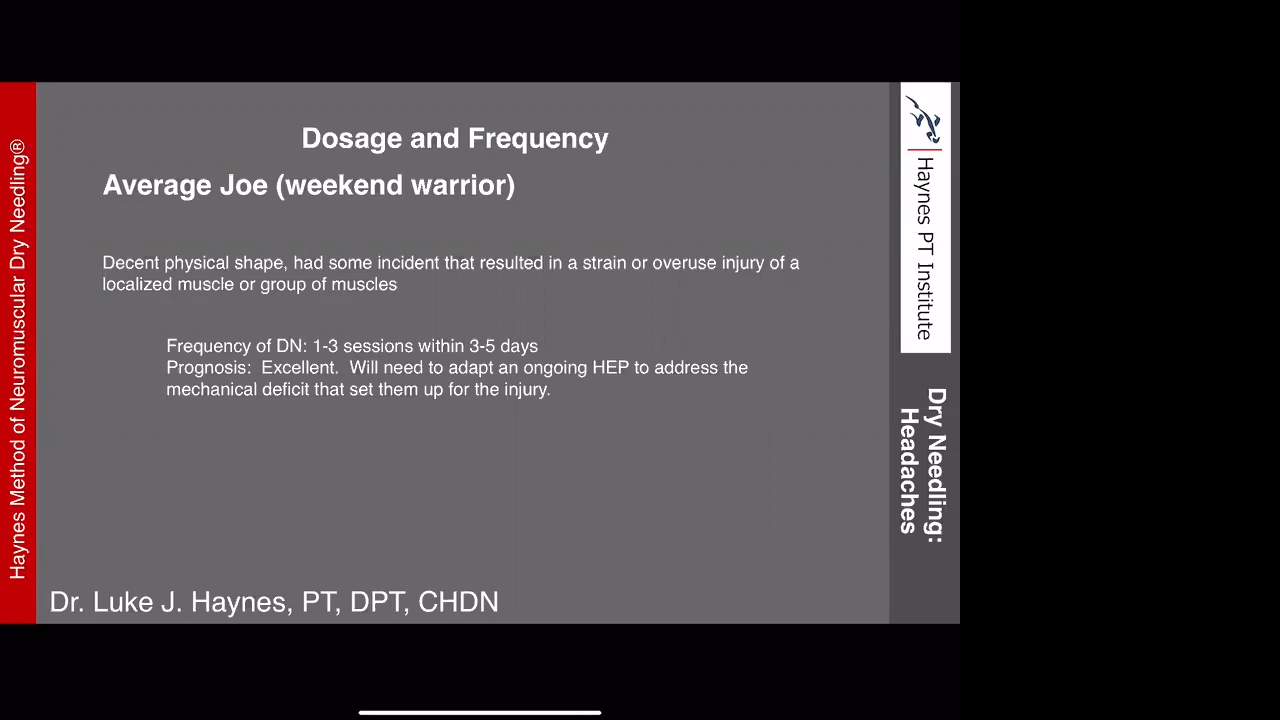 Haynes Method of Neuromuscular Dry Needling®
Dosage and Frequency
Average Joe (weekend warrior)
Decent physical shape, had some incident that resulted in a strain or overuse injury of a
localized muscle or group of muscles
Frequency of DN: 1-3 sessions within 3-5 days
Prognosis:  Excellent.  Will need to adapt an ongoing HEP to address the
mechanical deficit that set them up for the injury.
Dr. Luke J. Haynes, PT, DPT, CHDN
Haynes PT Institute
Dry Needling:
Headaches